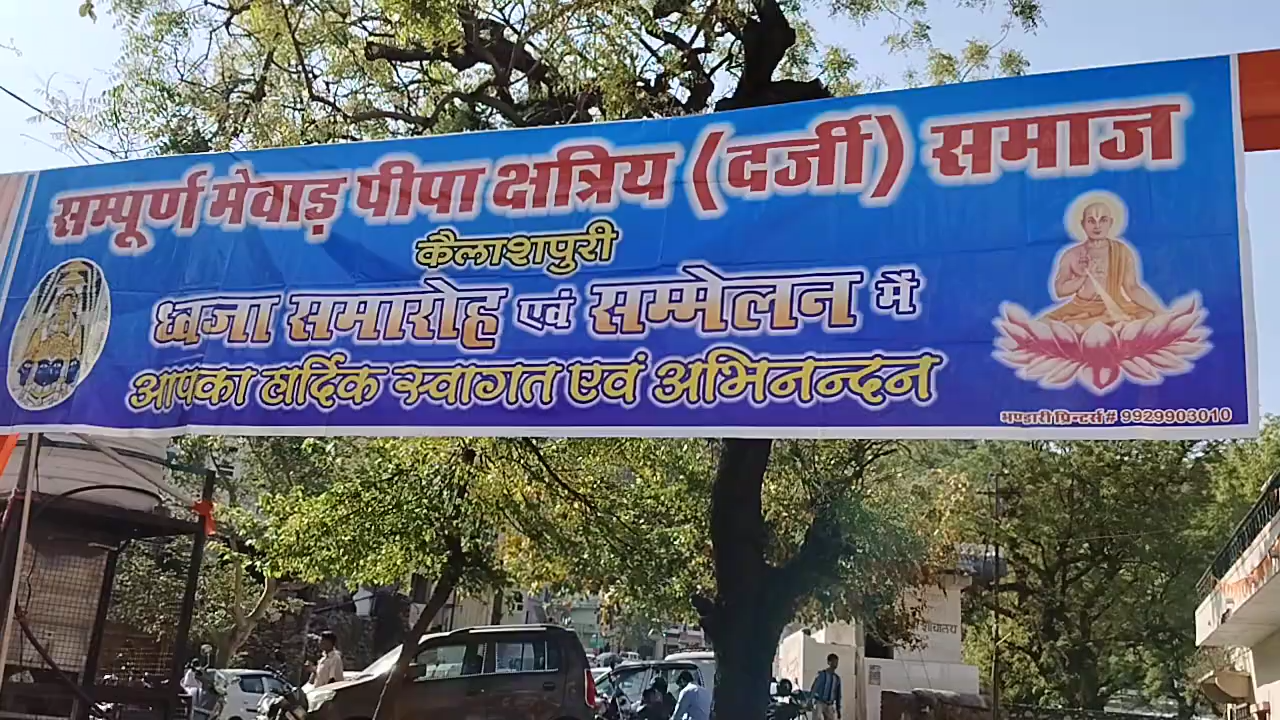 सम्पूर्ण मेवाड़ पीपा क्षत्रिय (दर्जी) समाज
कैलाशपुरी
ध्वजा समारोह एवं सम्मेलन में
आपका हार्दिक स्वागत एवं अभिनन्दन
भण्डारी प्रिन्टर्स # 9929903010